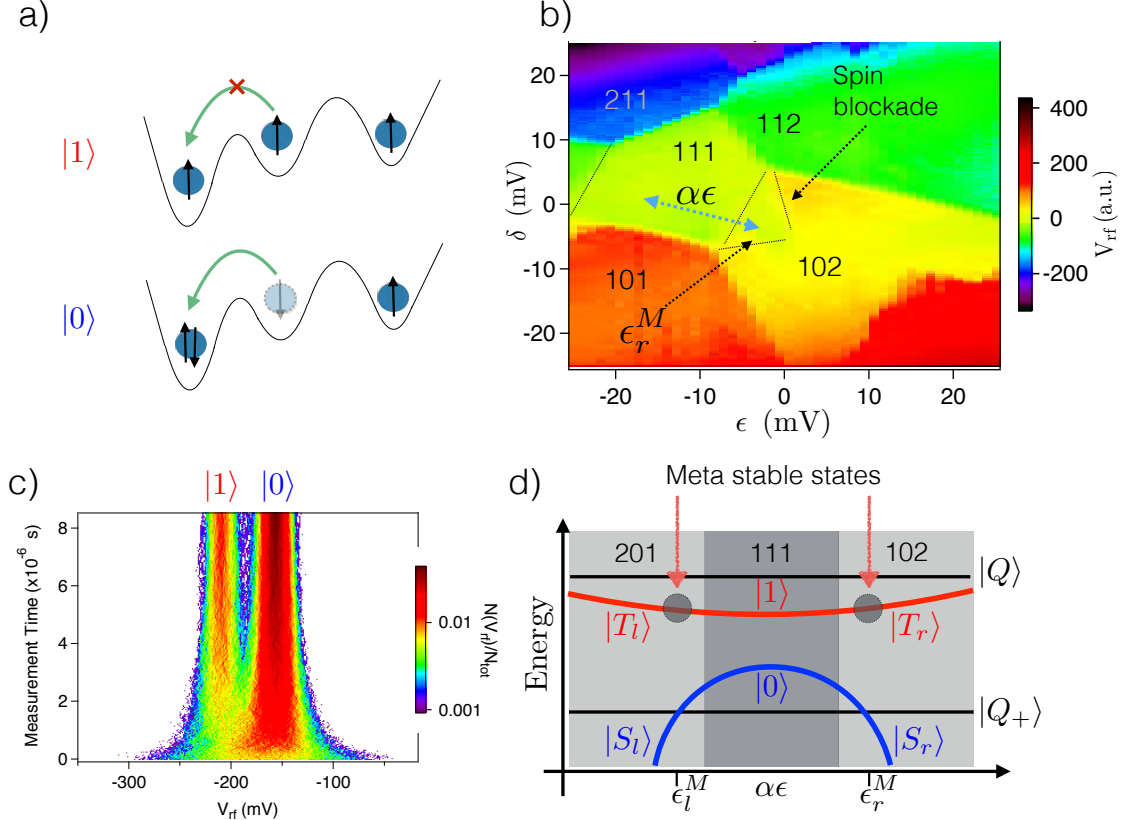 a)
|1⟩
|0⟩
b)
δ (mV)
20
10
0
-10
-20
211
111
112
Spin
blockade
αϵ
101
102
ϵ_r^M
-20
-10
0
10
20
ϵ (mV)
400
200
0
-200
V_rf (a.u.)
c)
|1⟩ |0⟩
Measurement Time (x10^-6 s)
8
6
4
2
0
-300
-200
-100
V_rf (mV)
0.01
0.001
N(V_rf)/N_tot
d)
Meta stable states
Energy
201 111 102
|Q⟩
|1⟩
|T_l⟩ |T_r⟩
|0⟩
|Q_+⟩
|S_l⟩ |S_r⟩
ϵ_l^M αϵ ϵ_r^M